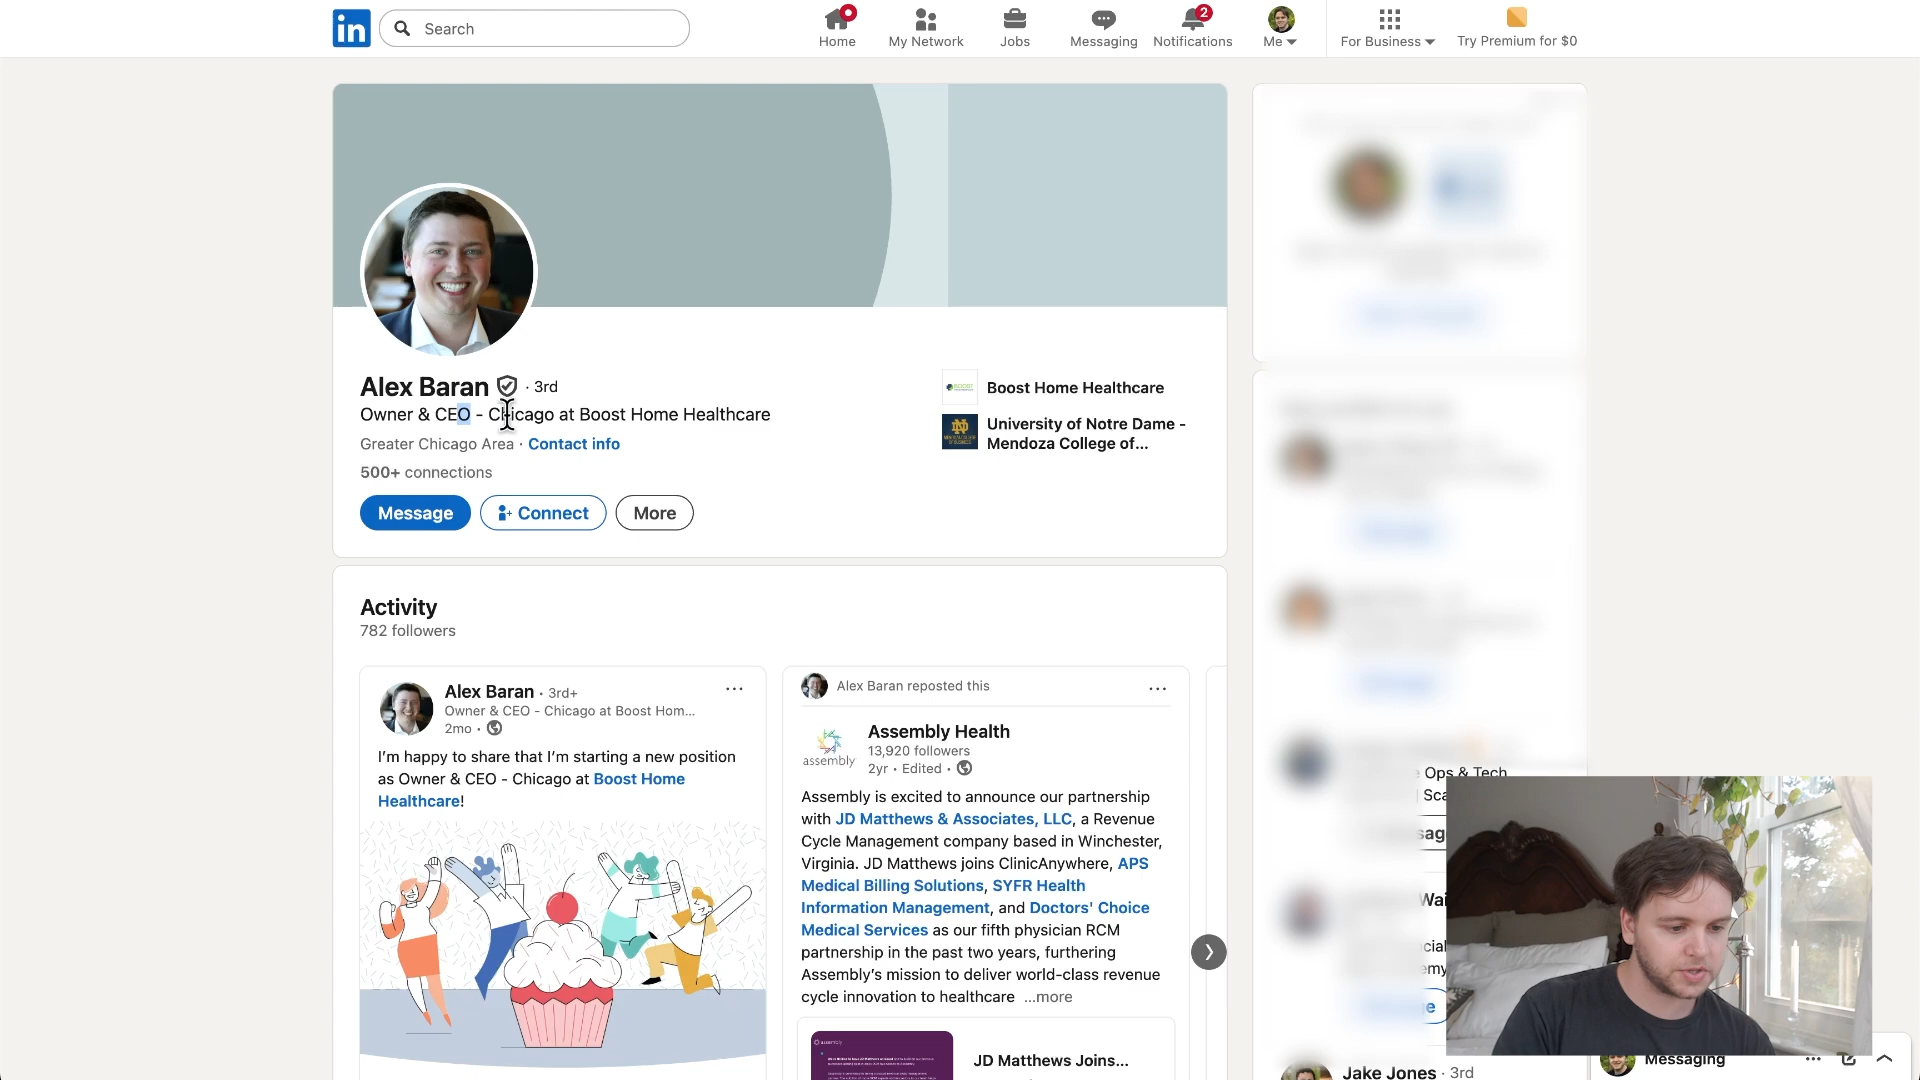 in
Search
Home
My Network
Jobs
Messaging
2
Notifications
Me
For Business
Try Premium for $0
Alex Baran · 3rd
Owner & CEO - Chicago at Boost Home Healthcare
Greater Chicago Area · Contact info
500+ connections
Message
Connect
More
BOOST
Boost Home Healthcare
University of Notre Dame -
Mendoza College of...
Activity
782 followers
Alex Baran · 3rd+
Owner & CEO - Chicago at Boost Hom...
2mo •
I'm happy to share that I'm starting a new position
as Owner & CEO - Chicago at Boost Home
Healthcare!
Alex Baran reposted this
assembly
Assembly Health
13,920 followers
2yr • Edited •
Assembly is excited to announce our partnership
with JD Matthews & Associates, LLC, a Revenue
Cycle Management company based in Winchester,
Virginia. JD Matthews joins ClinicAnywhere, APS
Medical Billing Solutions, SYFR Health
Information Management, and Doctors' Choice
Medical Services as our fifth physician RCM
partnership in the past two years, furthering
Assembly's mission to deliver world-class revenue
cycle innovation to healthcare ...more
assembly
JD Matthews Joins...
Ops & Tech
Jake Jones · 3rd
Messaging